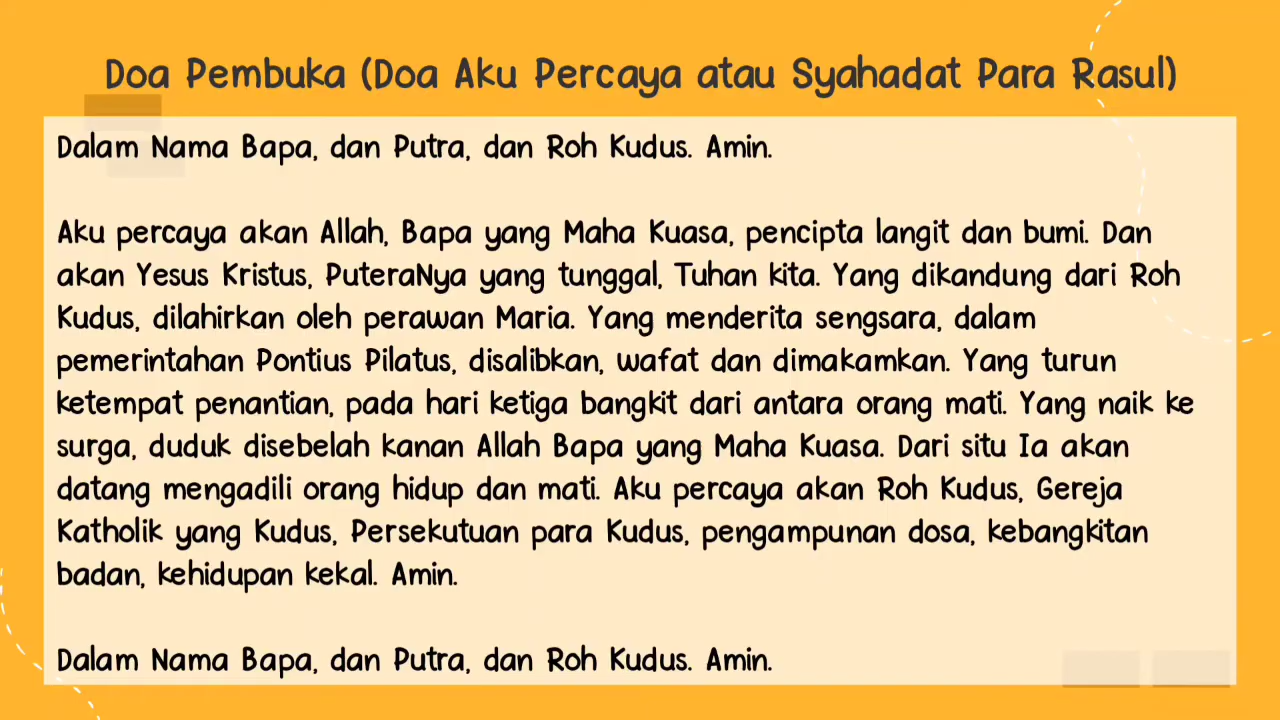 Doa Pembuka (Doa Aku Percaya atau Syahadat Para Rasul)
Dalam Nama Bapa, dan Putra, dan Roh Kudus. Amin.
Aku percaya akan Allah, Bapa yang Maha Kuasa, pencipta langit dan bumi. Dan
akan Yesus Kristus, PuteraNya yang tunggal, Tuhan kita. Yang dikandung dari Roh
Kudus, dilahirkan oleh perawan Maria. Yang menderita sengsara, dalam
pemerintahan Pontius Pilatus, disalibkan, wafat dan dimakamkan. Yang turun
ketempat penantian, pada hari ketiga bangkit dari antara orang mati. Yang naik ke
surga, duduk disebelah kanan Allah Bapa yang Maha Kuasa. Dari situ Ia akan
datang mengadili orang hidup dan mati. Aku percaya akan Roh Kudus, Gereja
Katholik yang Kudus, Persekutuan para Kudus, pengampunan dosa, kebangkitan
badan, kehidupan kekal. Amin.
Dalam Nama Bapa, dan Putra, dan Roh Kudus. Amin.